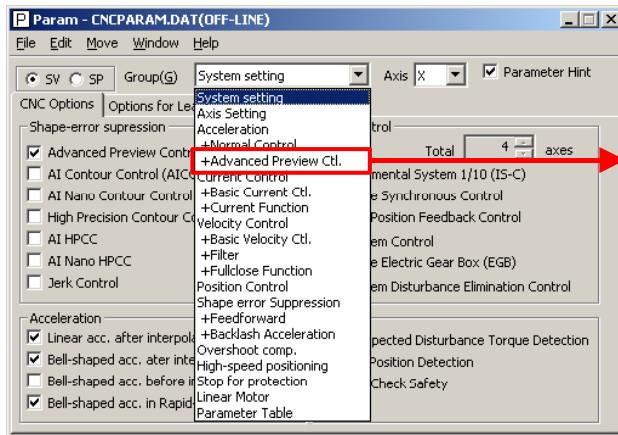 Param - CNCPARAM.DAT(OFF-LINE)
File Edit Move Window Help
SV SP Group(G) System setting Axis X Parameter Hint
CNC Options Options for Lea
System setting
Axis Setting
Acceleration
+Normal Control
+Advanced Preview Ctl.
Current Control
+Basic Current Ctl.
+Current Function
Velocity Control
+Basic Velocity Ctl.
+Filter
+Fullclose Function
Position Control
Shape error Suppression
+Feedforward
+Backlash Acceleration
Overshoot comp.
High-speed positioning
Stop for protection
Linear Motor
Parameter Table
Shape-error supression
Advanced Preview Contr
AI Contour Control (AICC
AI Nano Contour Control
High Precision Contour Co
AI HPCC
AI Nano HPCC
Jerk Control
trol
Total 4 axes
mental System 1/10 (IS-C)
e Synchronous Control
Position Feedback Control
em Control
e Electric Gear Box (EGB)
em Disturbance Elimination Control
Acceleration
Linear acc. after interpola
Bell-shaped acc. ater inte
Bell-shaped acc. before i
Bell-shaped acc. in Rapid-
pected Disturbance Torque Detection
Position Detection
Check Safety